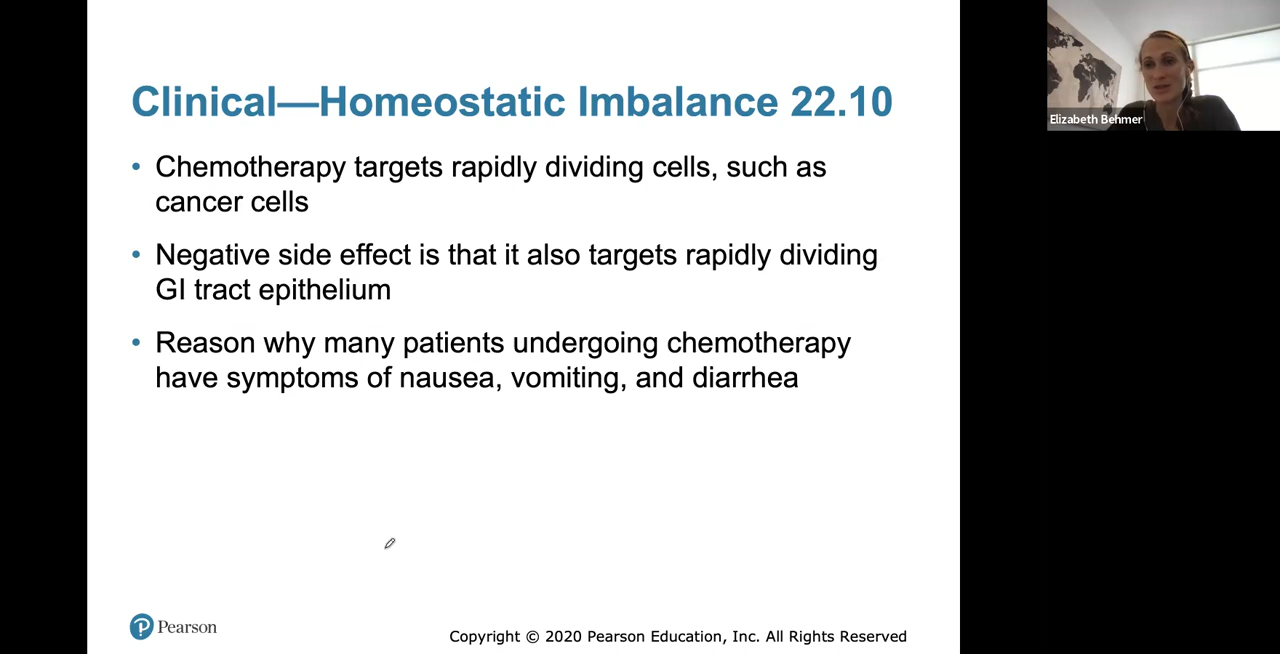 Clinical—Homeostatic Imbalance 22.10
• Chemotherapy targets rapidly dividing cells, such as
cancer cells
• Negative side effect is that it also targets rapidly dividing
GI tract epithelium
• Reason why many patients undergoing chemotherapy
have symptoms of nausea, vomiting, and diarrhea
P Pearson
Copyright © 2020 Pearson Education, Inc. All Rights Reserved
Elizabeth Behmer